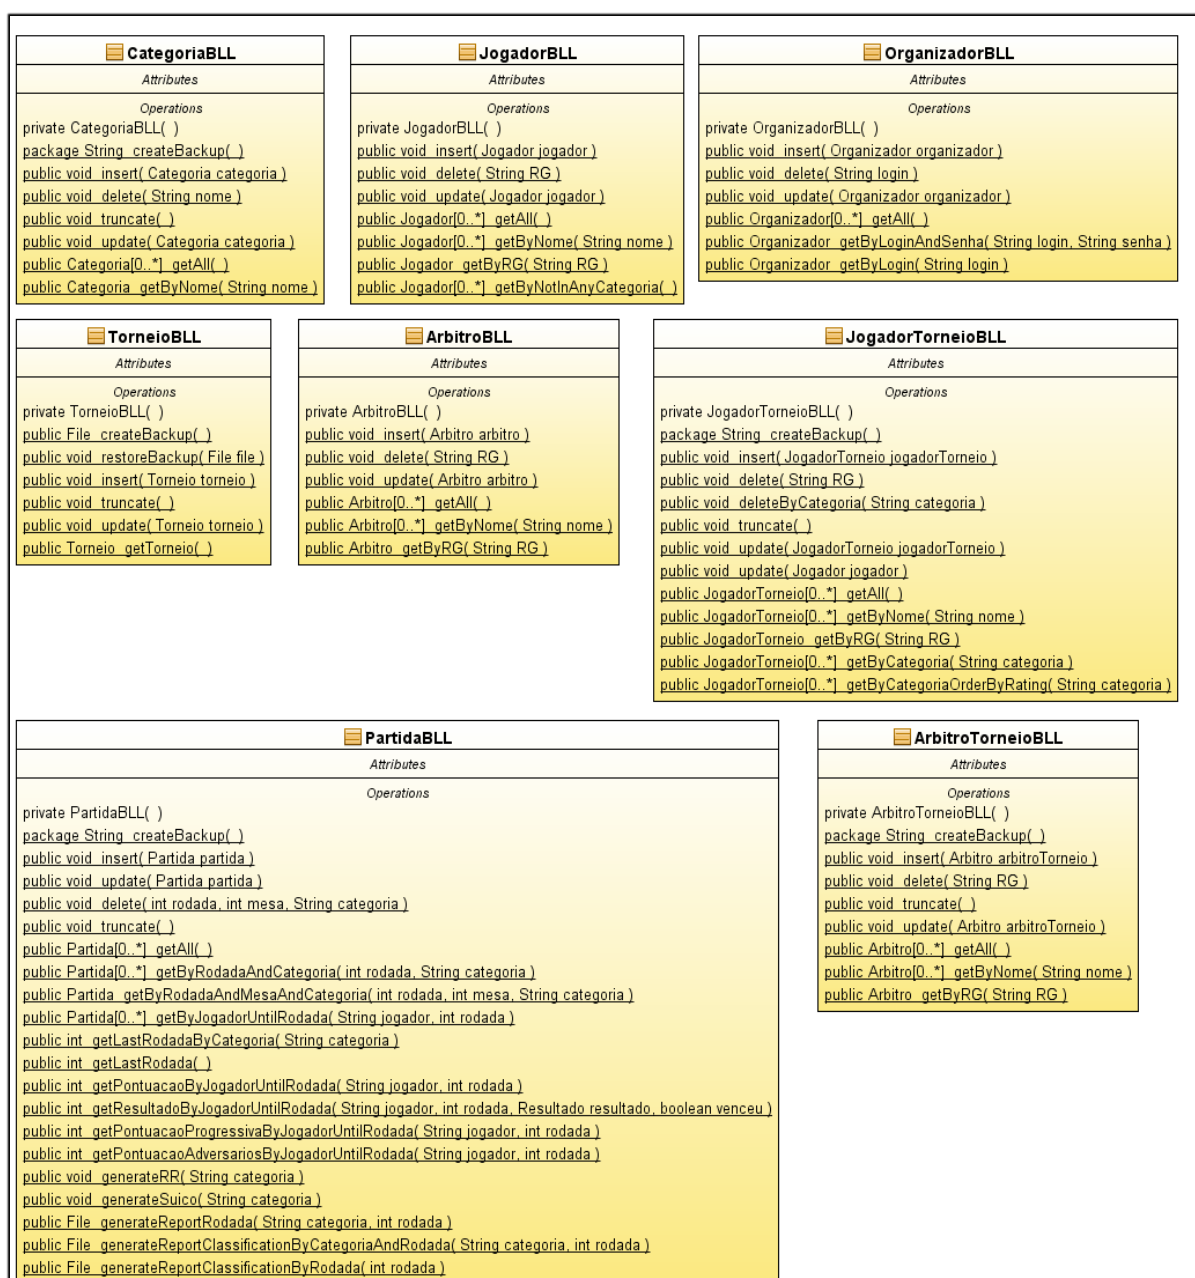 CategoriaBLL
Attributes
Operations
private CategoriaBLL( )
package String createBackup( )
public void insert( Categoria categoria )
public void delete( String nome )
public void truncate( )
public void update( Categoria categoria )
public Categoria[0..*] getAll( )
public Categoria getByNome( String nome )
JogadorBLL
Attributes
Operations
private JogadorBLL( )
public void insert( Jogador jogador )
public void delete( String RG )
public void update( Jogador jogador )
public Jogador[0..*] getAll( )
public Jogador[0..*] getByNome( String nome )
public Jogador getByRG( String RG )
public Jogador[0..*] getByNotInAnyCategoria( )
OrganizadorBLL
Attributes
Operations
private OrganizadorBLL( )
public void insert( Organizador organizador )
public void delete( String login )
public void update( Organizador organizador )
public Organizador[0..*] getAll( )
public Organizador getByLoginAndSenha( String login, String senha )
public Organizador getByLogin( String login )
TorneioBLL
Attributes
Operations
private TorneioBLL( )
public File createBackup( )
public void restoreBackup( File file )
public void insert( Torneio torneio )
public void truncate( )
public void update( Torneio torneio )
public Torneio getTorneio( )
ArbitroBLL
Attributes
Operations
private ArbitroBLL( )
public void insert( Arbitro arbitro )
public void delete( String RG )
public void update( Arbitro arbitro )
public Arbitro[0..*] getAll( )
public Arbitro[0..*] getByNome( String nome )
public Arbitro getByRG( String RG )
JogadorTorneioBLL
Attributes
Operations
private JogadorTorneioBLL( )
package String createBackup( )
public void insert( JogadorTorneio jogadorTorneio )
public void delete( String RG )
public void deleteByCategoria( String categoria )
public void truncate( )
public void update( JogadorTorneio jogadorTorneio )
public void update( Jogador jogador )
public JogadorTorneio[0..*] getAll( )
public JogadorTorneio[0..*] getByNome( String nome )
public JogadorTorneio getByRG( String RG )
public JogadorTorneio[0..*] getByCategoria( String categoria )
public JogadorTorneio[0..*] getByCategoriaOrderByRating( String categoria )
PartidaBLL
Attributes
Operations
private PartidaBLL( )
package String createBackup( )
public void insert( Partida partida )
public void update( Partida partida )
public void delete( int rodada, int mesa, String categoria )
public void truncate( )
public Partida[0..*] getAll( )
public Partida[0..*] getByRodadaAndCategoria( int rodada, String categoria )
public Partida getByRodadaAndMesaAndCategoria( int rodada, int mesa, String categoria )
public Partida[0..*] getByJogadorUntilRodada( String jogador, int rodada )
public int getLastRodadaByCategoria( String categoria )
public int getLastRodada( )
public int getPontuacaoByJogadorUntilRodada( String jogador, int rodada )
public int getResultadoByJogadorUntilRodada( String jogador, int rodada, Resultado resultado, boolean venceu )
public int getPontuacaoProgressivaByJogadorUntilRodada( String jogador, int rodada )
public int getPontuacaoAdversariosByJogadorUntilRodada( String jogador, int rodada )
public void generateRR( String categoria )
public void generateSuico( String categoria )
public File generateReportRodada( String categoria, int rodada )
public File generateReportClassificationByCategoriaAndRodada( String categoria, int rodada )
public File generateReportClassificationByRodada( int rodada )
ArbitroTorneioBLL
Attributes
Operations
private ArbitroTorneioBLL( )
package String createBackup( )
public void insert( Arbitro arbitroTorneio )
public void delete( String RG )
public void truncate( )
public void update( Arbitro arbitroTorneio )
public Arbitro[0..*] getAll( )
public Arbitro[0..*] getByNome( String nome )
public Arbitro getByRG( String RG )